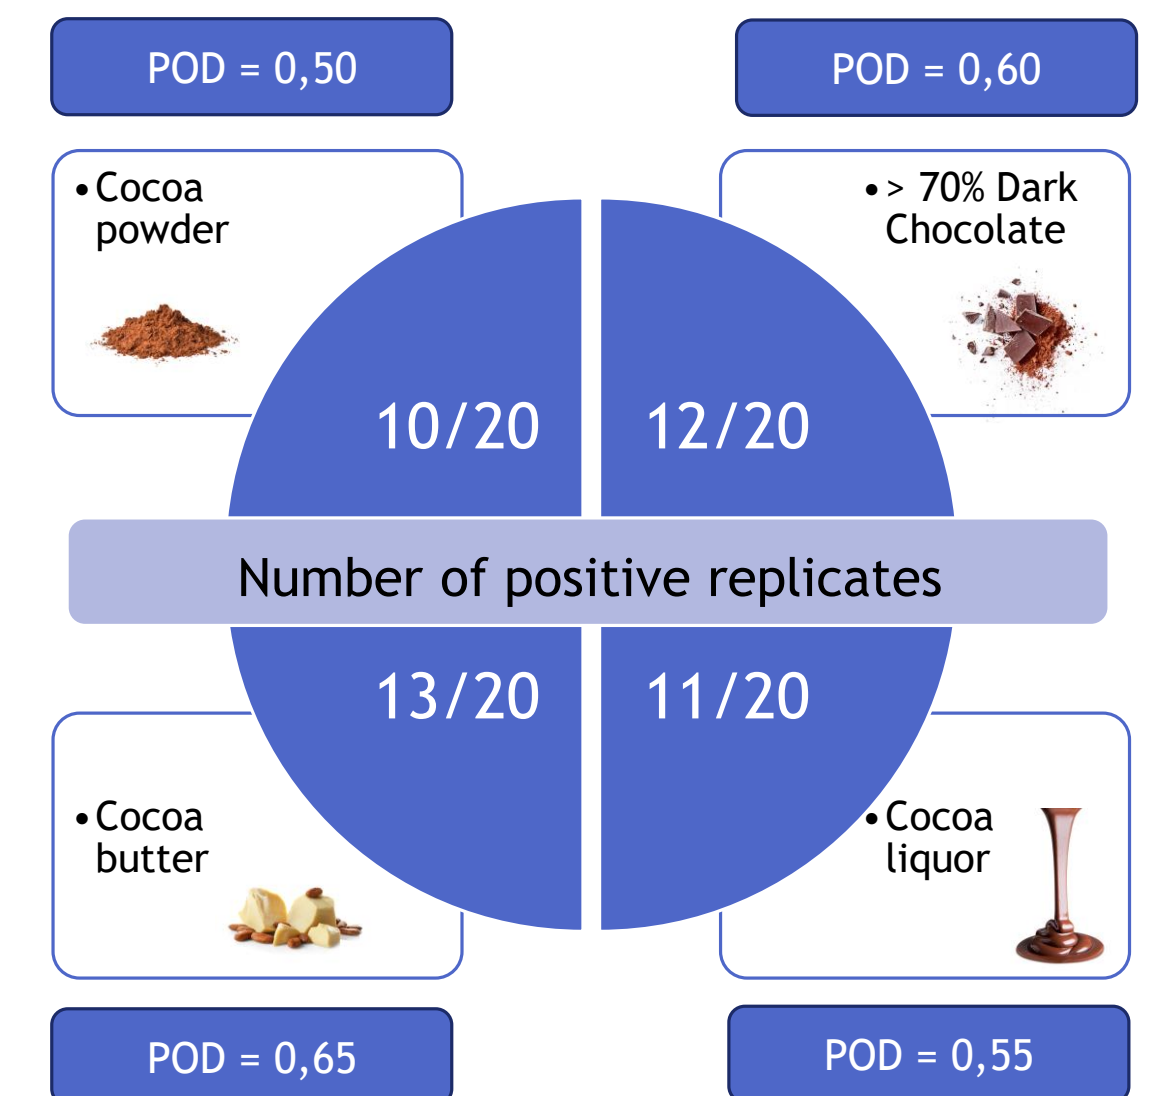 POD = 0,50
POD = 0,60
•Cocoa
powder
•> 70% Dark
Chocolate
10/20
12/20
Number of positive replicates
13/20
11/20
•Cocoa
butter
•Cocoa
liquor
POD = 0,65
POD = 0,55